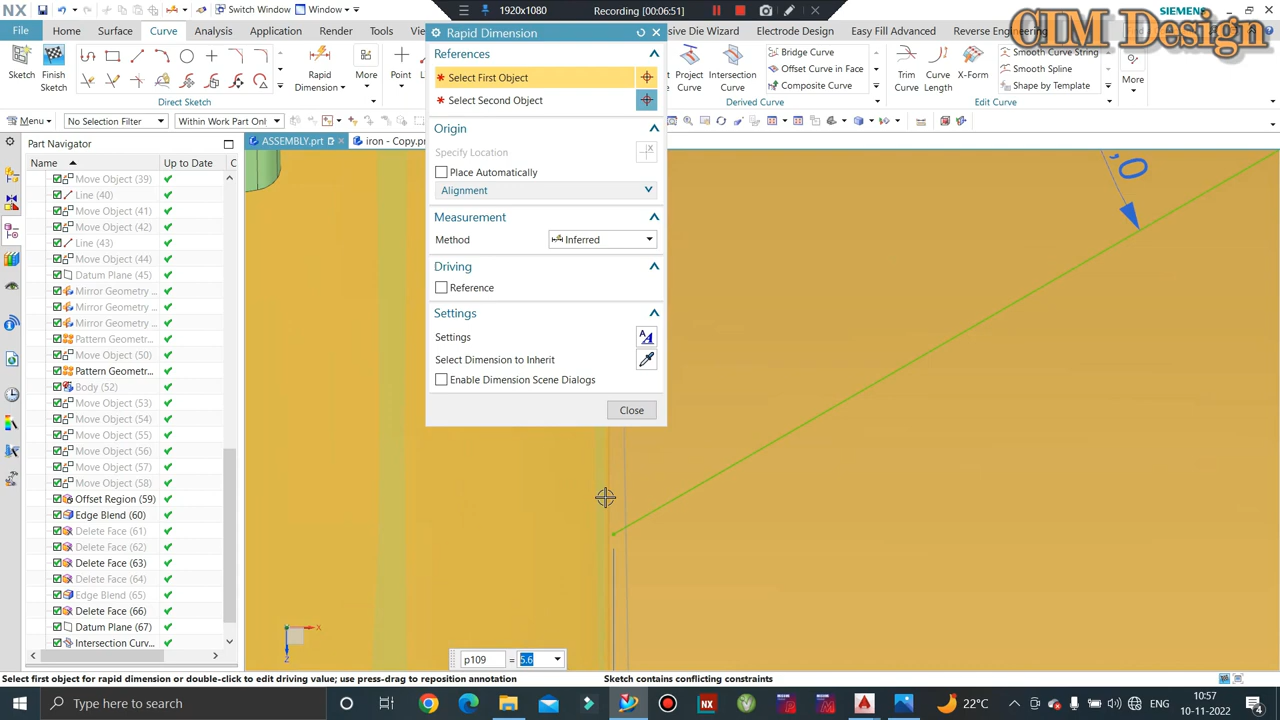 NX
Switch Window
Window
1920x1080
Recording [00:06:51]
SIEMENS
CIM Design
File
Home
Surface
Curve
Analysis
Application
Render
Tools
Die Wizard
Electrode Design
Easy Fill Advanced
Reverse
Sketch
Finish
Sketch
Rapid
Dimension
More
Point
Project
Curve
Intersection
Curve
Bridge Curve
Offset Curve in Face
Composite Curve
Trim
Curve
Curve
Length
X-Form
Smooth Curve String
Smooth Spline
Shape by Template
More
Direct Sketch
Derived Curve
Edit Curve
Menu
No Selection Filter
Within Work Part Onl
Part Navigator
ASSEMBLY.prt
iron - Copy.pr
Name
Up to Date
C
Move Object (39)
Line (40)
Move Object (41)
Move Object (42)
Line (43)
Move Object (44)
Datum Plane (45)
Mirror Geometry ...
Mirror Geometry ...
Mirror Geometry ...
Pattern Geometr...
Move Object (50)
Pattern Geometr...
Body (52)
Move Object (53)
Move Object (54)
Move Object (55)
Move Object (56)
Move Object (57)
Move Object (58)
Offset Region (59)
Edge Blend (60)
Delete Face (61)
Delete Face (62)
Delete Face (63)
Delete Face (64)
Edge Blend (65)
Delete Face (66)
Datum Plane (67)
Intersection Curv...
Rapid Dimension
References
* Select First Object
* Select Second Object
Origin
Specify Location
Place Automatically
Alignment
Measurement
Method
Inferred
Driving
Reference
Settings
Settings
Select Dimension to Inherit
Enable Dimension Scene Dialogs
Close
,0
X
Z
p109 = 5.6
Select first object for rapid dimension or double-click to edit driving value; use press-drag to reposition annotation
Sketch contains conflicting constraints
Type here to search
22°C
ENG
10:57
10-11-2022